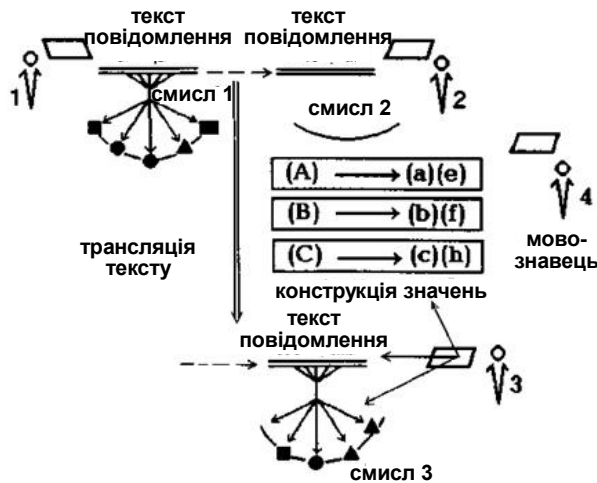 текст
повідомлення
текст
повідомлення
1
смисл 1
2
смисл 2
(A) (a)(e)
(B) (b)(f)
(C) (c)(h)
4
мово-
знавець
трансляція
тексту
конструкція значень
текст
повідомлення
3
смисл 3